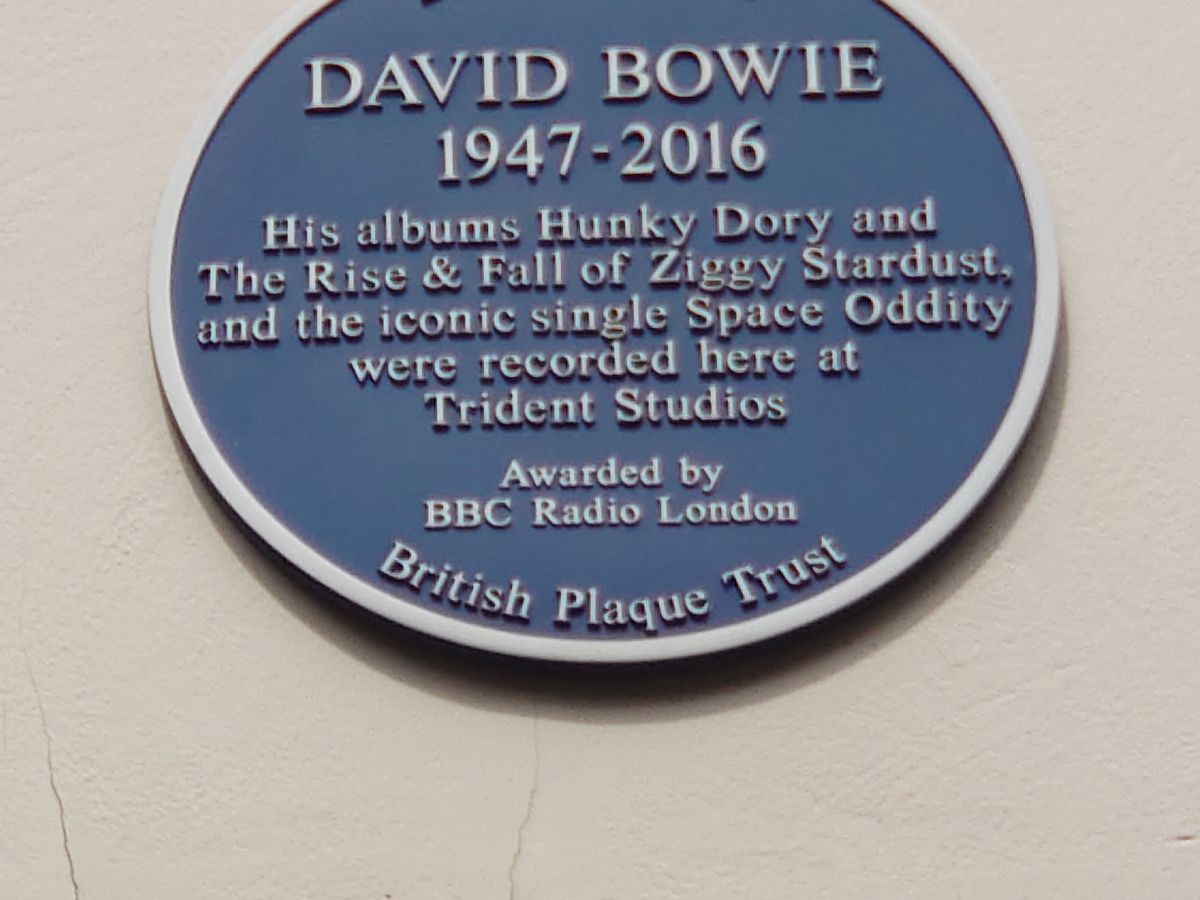 DAVID BOWIE
1947-2016
His albums Hunky Dory and
The Rise & Fall of Ziggy Stardust,
and the iconic single Space Oddity
were recorded here at
Trident Studios
Awarded by
BBC Radio London
British Plaque Trust